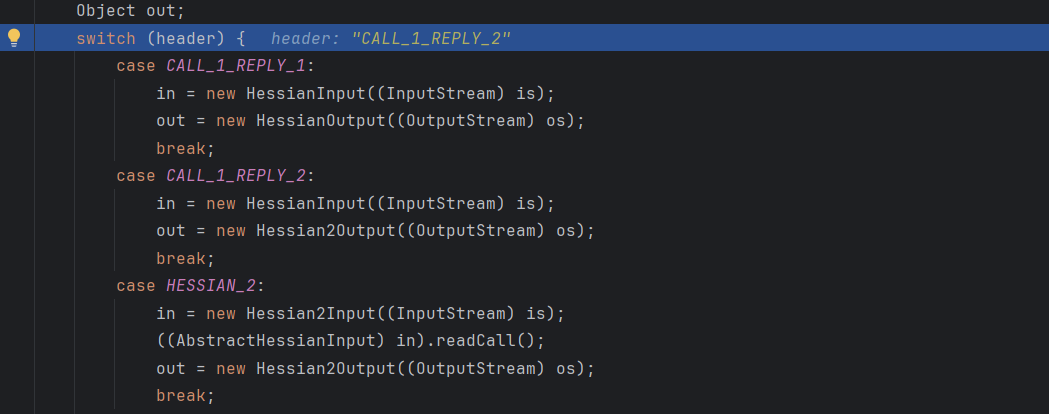 Object out;
switch (header) {   header: "CALL_1_REPLY_2"
    case CALL_1_REPLY_1:
        in = new HessianInput((InputStream) is);
        out = new HessianOutput((OutputStream) os);
        break;
    case CALL_1_REPLY_2:
        in = new HessianInput((InputStream) is);
        out = new Hessian2Output((OutputStream) os);
        break;
    case HESSIAN_2:
        in = new Hessian2Input((InputStream) is);
        ((AbstractHessianInput) in).readCall();
        out = new Hessian2Output((OutputStream) os);
        break;